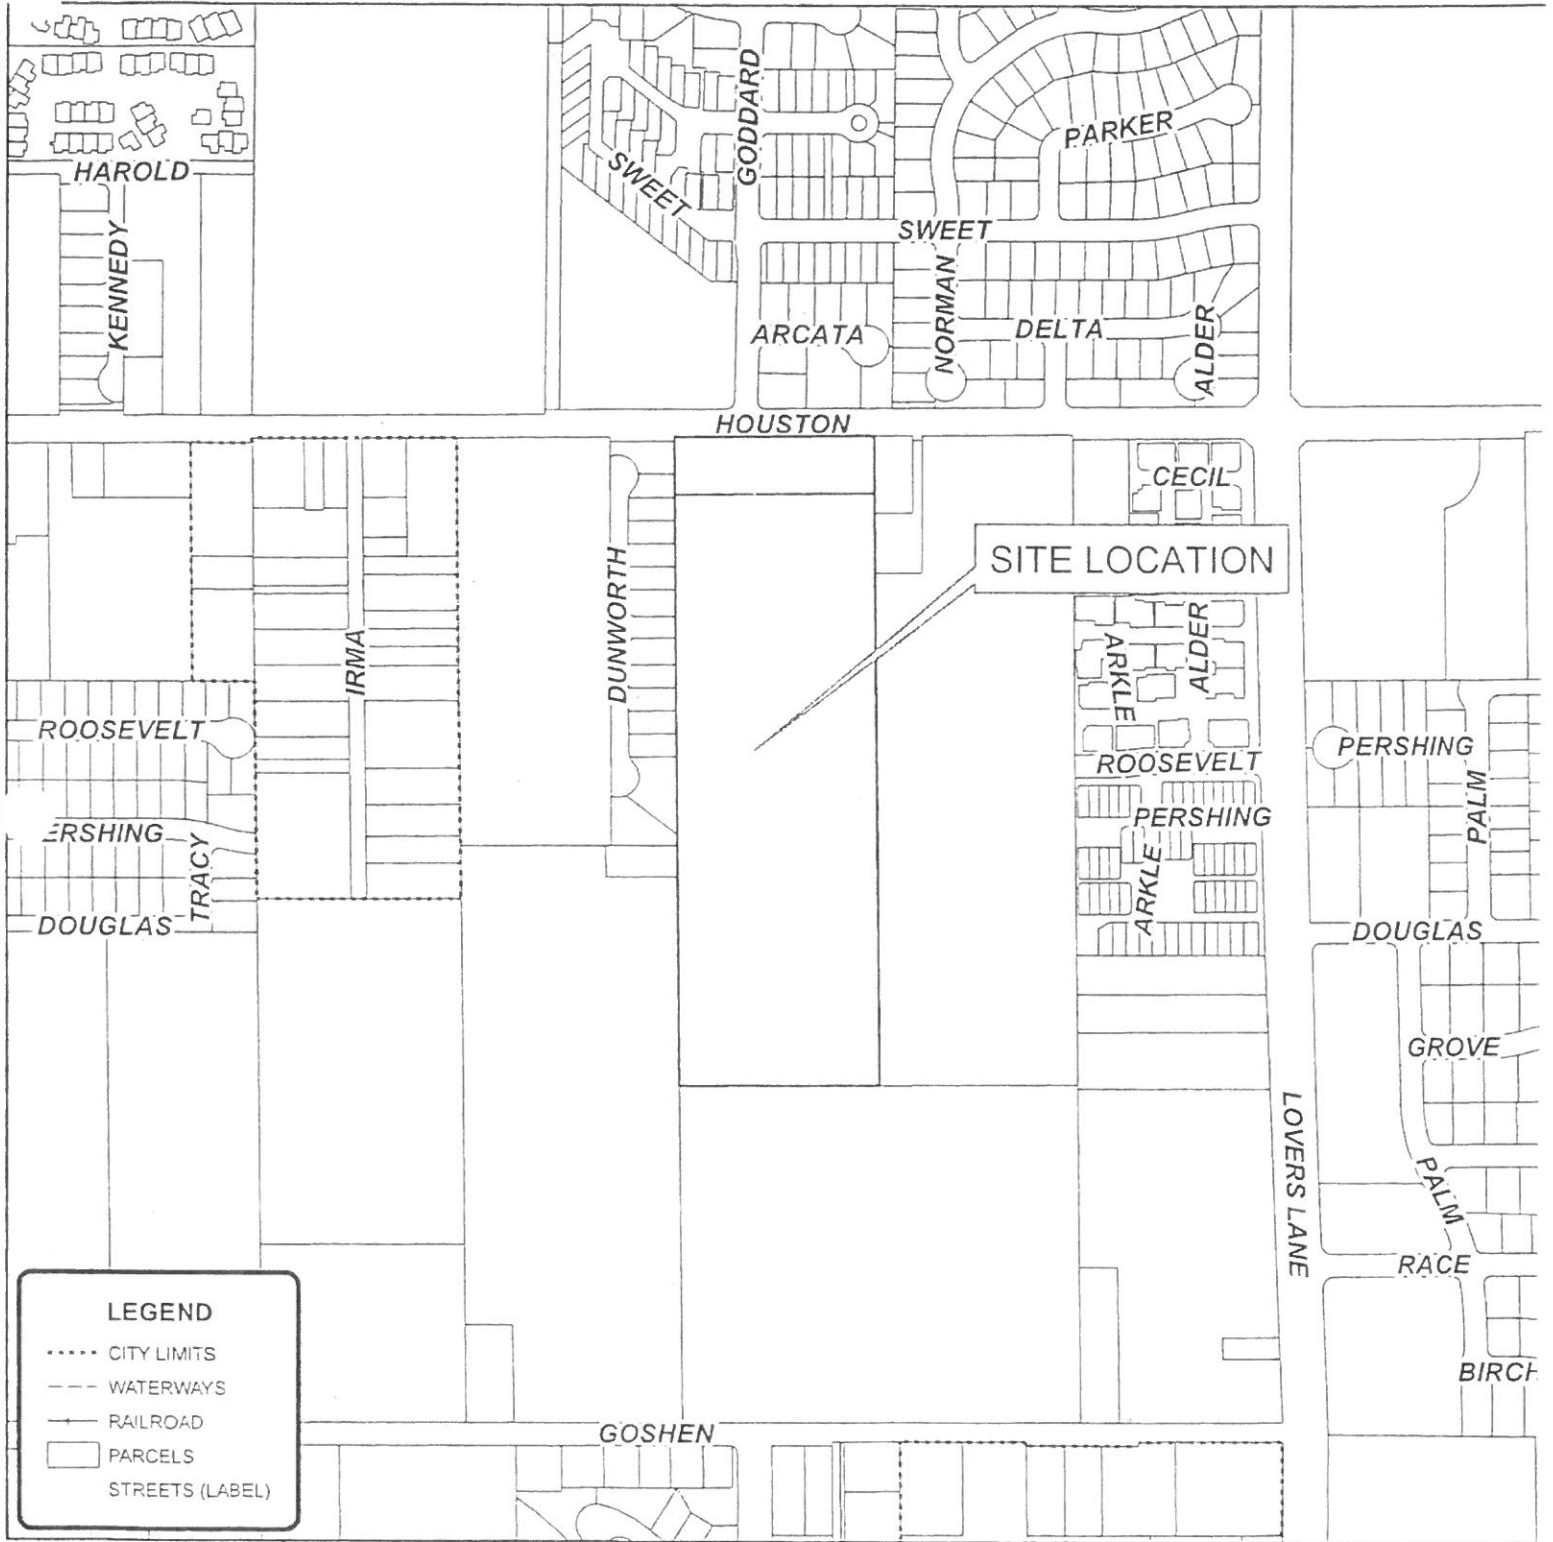 GODDARD
PARKER
HAROLD
SWEET
SWEET
KENNEDY
NORMAN
ARCATA
DELTA
ALDER
HOUSTON
CECIL
SITE LOCATION
DUNWORTH
IRMA
ARKLE
ALDER
ROOSEVELT
PERSHING
ROOSEVELT
PALM
PERSHING
ERSHING
TRACY
ARKLE
DOUGLAS
DOUGLAS
GROVE
LOVERS LANE
PALM
RACE
BIRCH
GOSHEN
LEGEND
CITY LIMITS
WATERWAYS
RAILROAD
PARCELS
STREETS (LABEL)